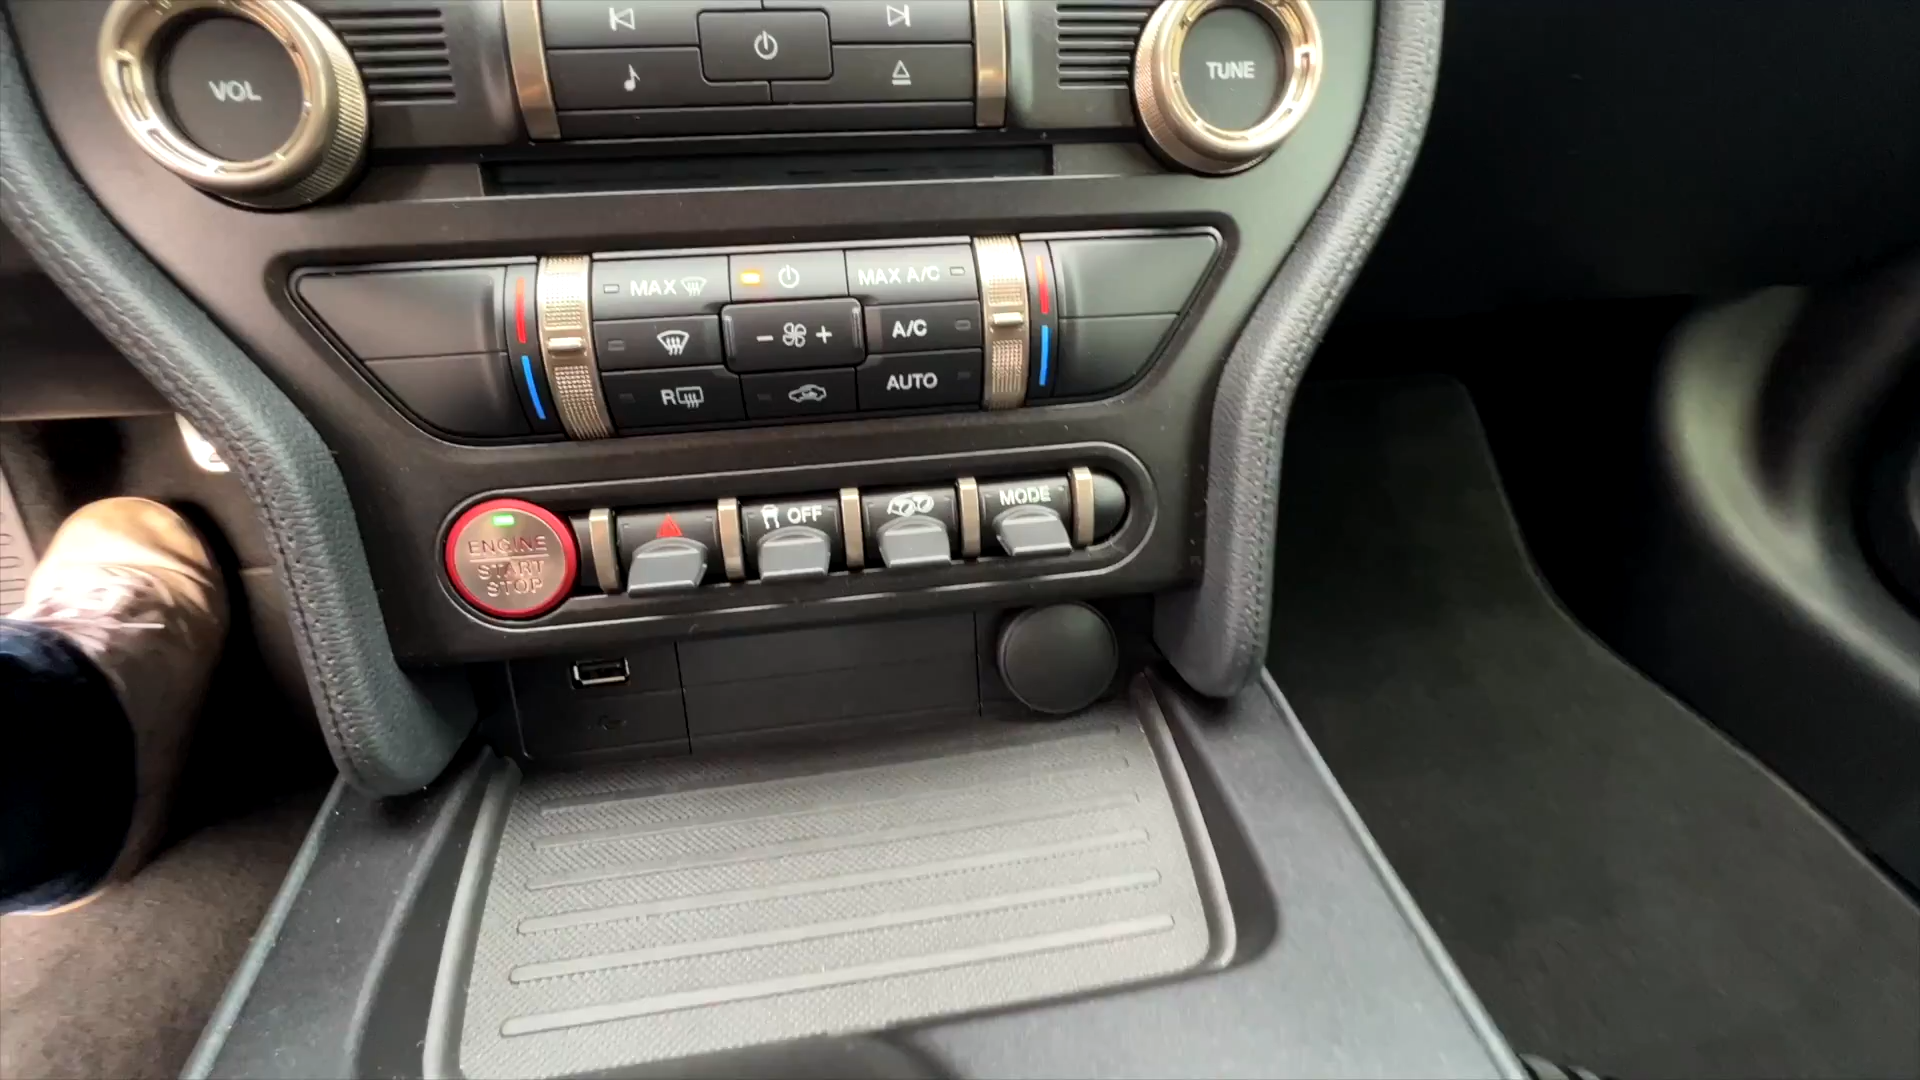 VOL
TUNE
MAX
MAX A/C
- +
A/C
R
AUTO
ENGINE
START
STOP
OFF
MODE